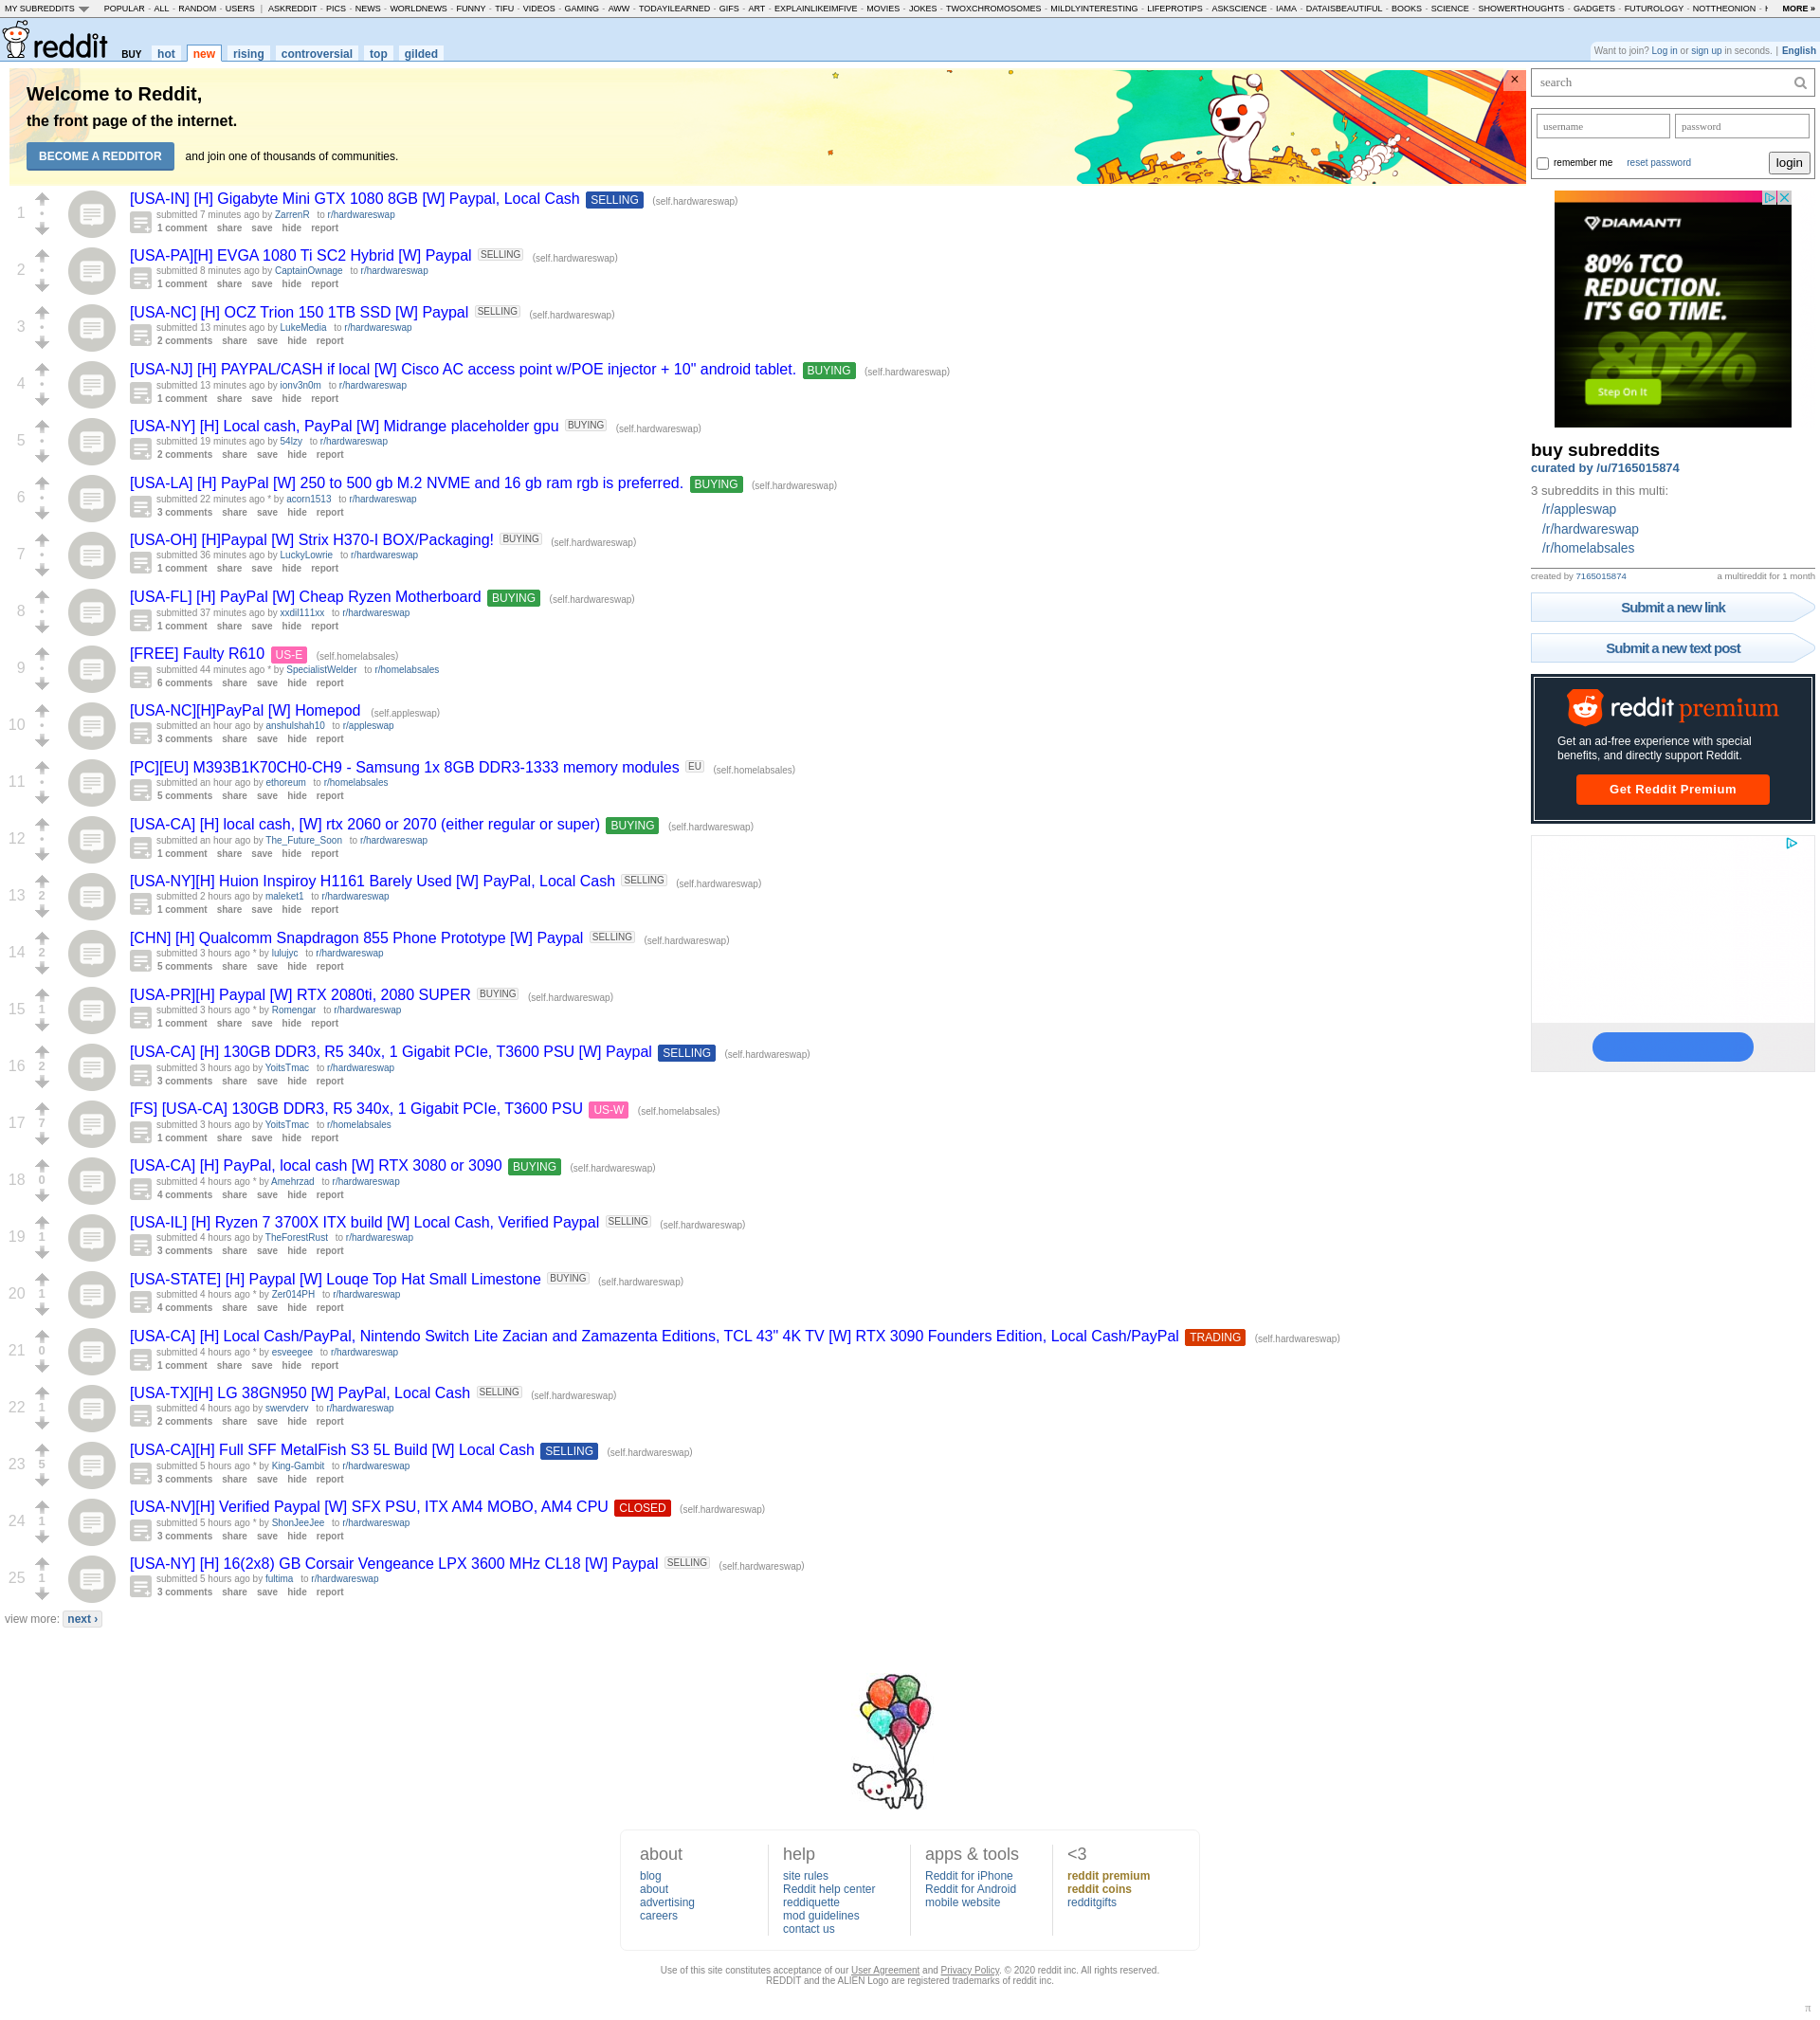 MY SUBREDDITS POPULAR - ALL - RANDOM - USERS | ASKREDDIT - PICS - NEWS - WORLDNEWS - FUNNY - TIFU - VIDEOS - GAMING - AWW - TODAYILEARNED - GIFS - ART - EXPLAINLIKEIMFIVE - MOVIES - JOKES - TWOXCHROMOSOMES - MILDLYINTERESTING - LIFEPROTIPS - ASKSCIENCE - IAMA - DATAISBEAUTIFUL - BOOKS - SCIENCE - SHOWERTHOUGHTS - GADGETS - FUTUROLOGY - NOTTHEONION - MORE »
reddit BUY hot new rising controversial top gilded
Want to join? Log in or sign up in seconds. | English
Welcome to Reddit,
the front page of the internet.
BECOME A REDDITOR and join one of thousands of communities.
×
1 [USA-IN] [H] Gigabyte Mini GTX 1080 8GB [W] Paypal, Local Cash SELLING (self.hardwareswap)
submitted 7 minutes ago by ZarrenR to r/hardwareswap
1 comment share save hide report
2 [USA-PA][H] EVGA 1080 Ti SC2 Hybrid [W] Paypal SELLING (self.hardwareswap)
submitted 8 minutes ago by CaptainOwnage to r/hardwareswap
1 comment share save hide report
3 [USA-NC] [H] OCZ Trion 150 1TB SSD [W] Paypal SELLING (self.hardwareswap)
submitted 13 minutes ago by LukeMedia to r/hardwareswap
2 comments share save hide report
4 [USA-NJ] [H] PAYPAL/CASH if local [W] Cisco AC access point w/POE injector + 10" android tablet. BUYING (self.hardwareswap)
submitted 13 minutes ago by ionv3n0m to r/hardwareswap
1 comment share save hide report
5 [USA-NY] [H] Local cash, PayPal [W] Midrange placeholder gpu BUYING (self.hardwareswap)
submitted 19 minutes ago by 54lzy to r/hardwareswap
2 comments share save hide report
6 [USA-LA] [H] PayPal [W] 250 to 500 gb M.2 NVME and 16 gb ram rgb is preferred. BUYING (self.hardwareswap)
submitted 22 minutes ago * by acorn1513 to r/hardwareswap
3 comments share save hide report
7 [USA-OH] [H]Paypal [W] Strix H370-I BOX/Packaging! BUYING (self.hardwareswap)
submitted 36 minutes ago by LuckyLowrie to r/hardwareswap
1 comment share save hide report
8 [USA-FL] [H] PayPal [W] Cheap Ryzen Motherboard BUYING (self.hardwareswap)
submitted 37 minutes ago by xxdil111xx to r/hardwareswap
1 comment share save hide report
9 [FREE] Faulty R610 US-E (self.homelabsales)
submitted 44 minutes ago * by SpecialistWelder to r/homelabsales
6 comments share save hide report
10 [USA-NC][H]PayPal [W] Homepod (self.appleswap)
submitted an hour ago by anshulshah10 to r/appleswap
3 comments share save hide report
11 [PC][EU] M393B1K70CH0-CH9 - Samsung 1x 8GB DDR3-1333 memory modules EU (self.homelabsales)
submitted an hour ago by ethoreum to r/homelabsales
5 comments share save hide report
12 [USA-CA] [H] local cash, [W] rtx 2060 or 2070 (either regular or super) BUYING (self.hardwareswap)
submitted an hour ago by The_Future_Soon to r/hardwareswap
1 comment share save hide report
13 2 [USA-NY][H] Huion Inspiroy H1161 Barely Used [W] PayPal, Local Cash SELLING (self.hardwareswap)
submitted 2 hours ago by maleket1 to r/hardwareswap
1 comment share save hide report
14 2 [CHN] [H] Qualcomm Snapdragon 855 Phone Prototype [W] Paypal SELLING (self.hardwareswap)
submitted 3 hours ago * by lulujyc to r/hardwareswap
5 comments share save hide report
15 1 [USA-PR][H] Paypal [W] RTX 2080ti, 2080 SUPER BUYING (self.hardwareswap)
submitted 3 hours ago * by Romengar to r/hardwareswap
1 comment share save hide report
16 2 [USA-CA] [H] 130GB DDR3, R5 340x, 1 Gigabit PCIe, T3600 PSU [W] Paypal SELLING (self.hardwareswap)
submitted 3 hours ago by YoitsTmac to r/hardwareswap
3 comments share save hide report
17 7 [FS] [USA-CA] 130GB DDR3, R5 340x, 1 Gigabit PCIe, T3600 PSU US-W (self.homelabsales)
submitted 3 hours ago by YoitsTmac to r/homelabsales
1 comment share save hide report
18 0 [USA-CA] [H] PayPal, local cash [W] RTX 3080 or 3090 BUYING (self.hardwareswap)
submitted 4 hours ago * by Amehrzad to r/hardwareswap
4 comments share save hide report
19 1 [USA-IL] [H] Ryzen 7 3700X ITX build [W] Local Cash, Verified Paypal SELLING (self.hardwareswap)
submitted 4 hours ago by TheForestRust to r/hardwareswap
3 comments share save hide report
20 1 [USA-STATE] [H] Paypal [W] Louqe Top Hat Small Limestone BUYING (self.hardwareswap)
submitted 4 hours ago * by Zer014PH to r/hardwareswap
4 comments share save hide report
21 0 [USA-CA] [H] Local Cash/PayPal, Nintendo Switch Lite Zacian and Zamazenta Editions, TCL 43" 4K TV [W] RTX 3090 Founders Edition, Local Cash/PayPal TRADING (self.hardwareswap)
submitted 4 hours ago * by esveegee to r/hardwareswap
1 comment share save hide report
22 1 [USA-TX][H] LG 38GN950 [W] PayPal, Local Cash SELLING (self.hardwareswap)
submitted 4 hours ago by swervderv to r/hardwareswap
2 comments share save hide report
23 5 [USA-CA][H] Full SFF MetalFish S3 5L Build [W] Local Cash SELLING (self.hardwareswap)
submitted 5 hours ago * by King-Gambit to r/hardwareswap
3 comments share save hide report
24 1 [USA-NV][H] Verified Paypal [W] SFX PSU, ITX AM4 MOBO, AM4 CPU CLOSED (self.hardwareswap)
submitted 5 hours ago * by ShonJeeJee to r/hardwareswap
3 comments share save hide report
25 1 [USA-NY] [H] 16(2x8) GB Corsair Vengeance LPX 3600 MHz CL18 [W] Paypal SELLING (self.hardwareswap)
submitted 5 hours ago by fultima to r/hardwareswap
3 comments share save hide report
view more: next ›
search
username password
remember me reset password login
DIAMANTI
80% TCO
REDUCTION.
IT'S GO TIME.
80%
Step On It
buy subreddits
curated by /u/7165015874
3 subreddits in this multi:
/r/appleswap
/r/hardwareswap
/r/homelabsales
created by 7165015874 a multireddit for 1 month
Submit a new link
Submit a new text post
reddit premium
Get an ad-free experience with special
benefits, and directly support Reddit.
Get Reddit Premium
about
blog
about
advertising
careers
help
site rules
Reddit help center
reddiquette
mod guidelines
contact us
apps & tools
Reddit for iPhone
Reddit for Android
mobile website
<3
reddit premium
reddit coins
redditgifts
Use of this site constitutes acceptance of our User Agreement and Privacy Policy. © 2020 reddit inc. All rights reserved.
REDDIT and the ALIEN Logo are registered trademarks of reddit inc.
π